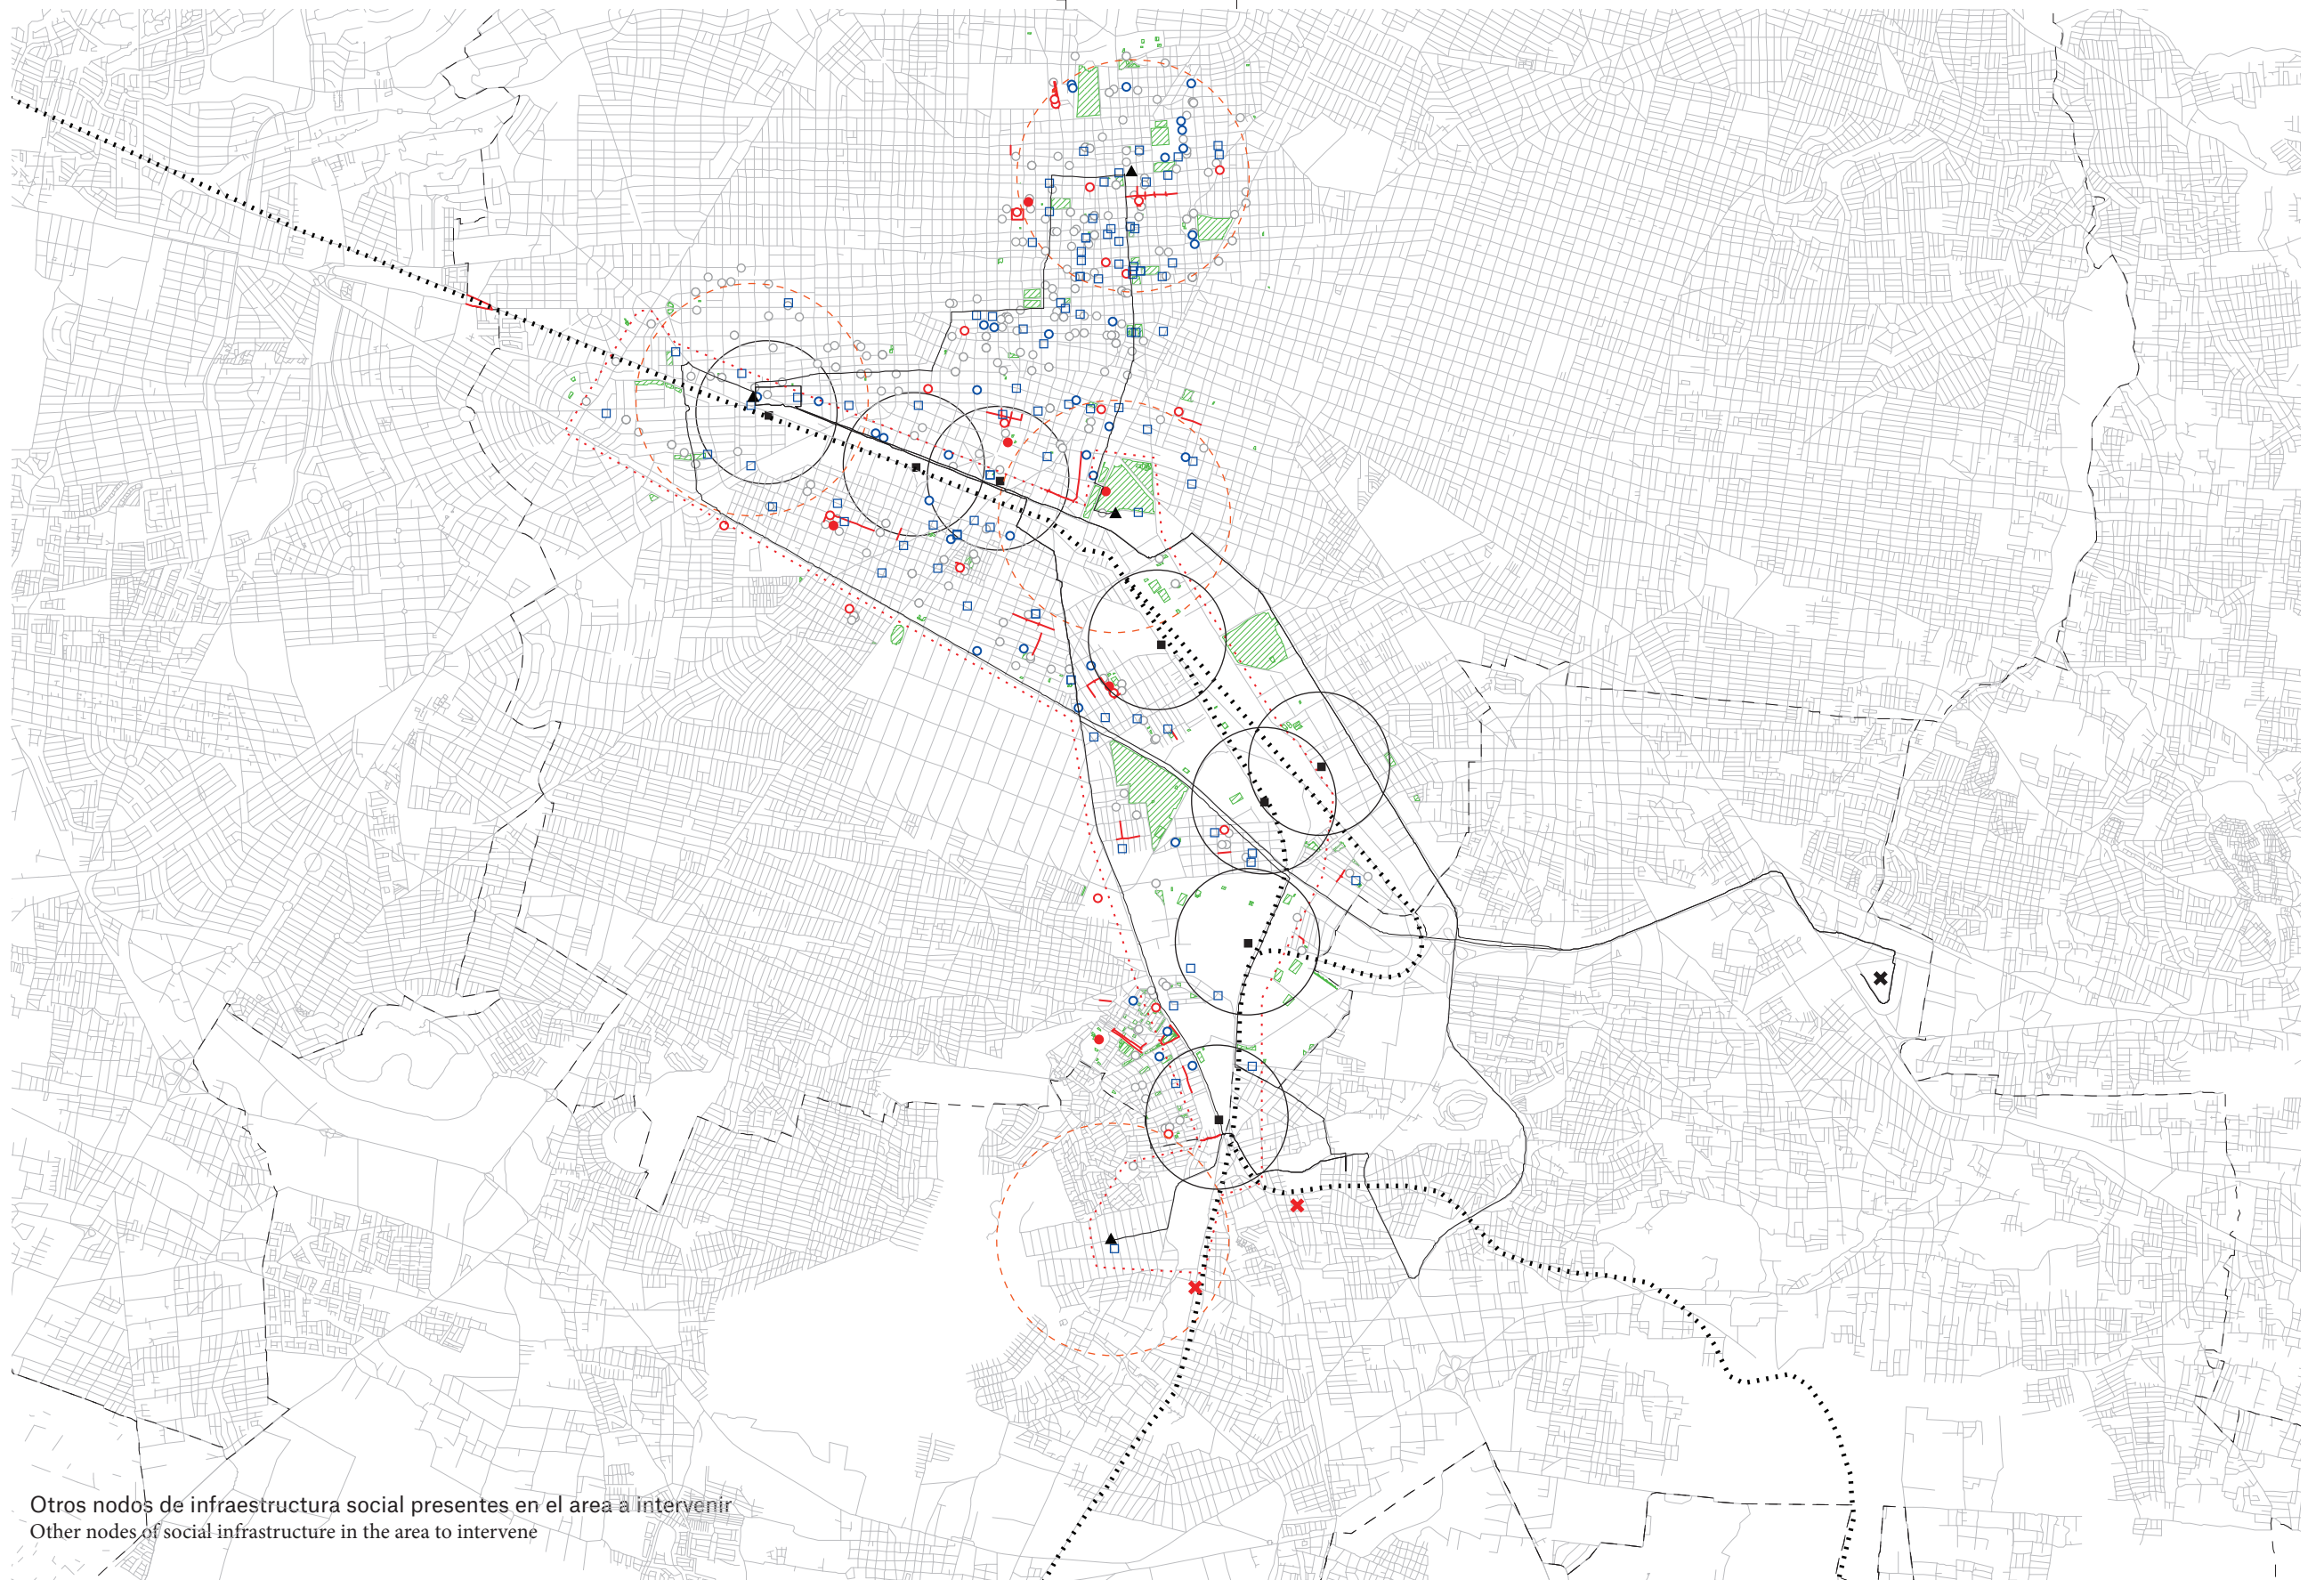 Otros nodos de infraestructura social presentes en el area a intervenir
Other nodes of social infrastructure in the area to intervene